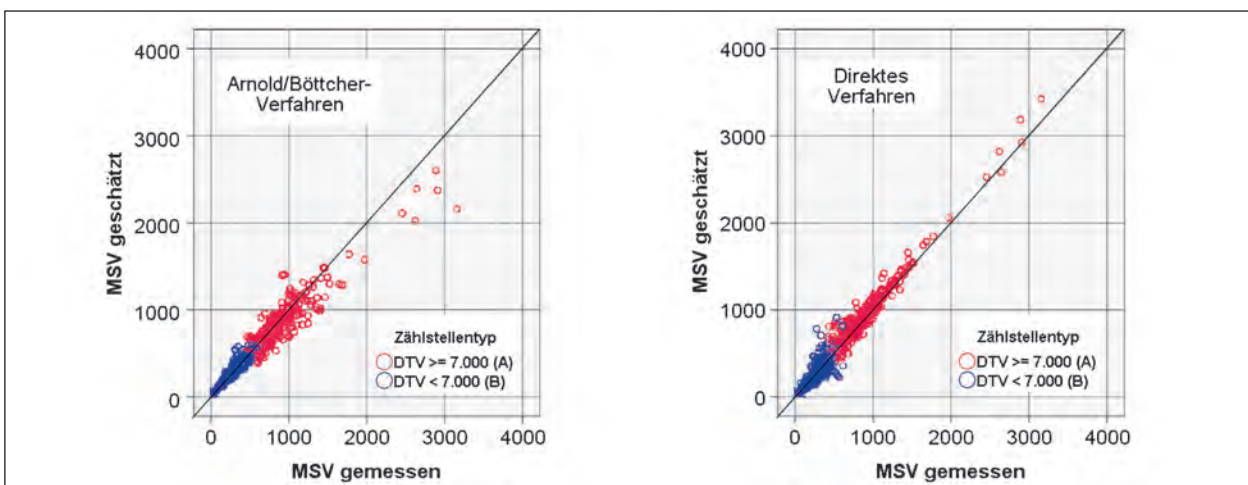 4000
3000
2000
1000
0
MSV geschätzt
Arnold/Böttcher-
Verfahren
Zählstellentyp
DTV >= 7.000 (A)
DTV < 7.000 (B)
0 1000 2000 3000 4000
MSV gemessen
4000
3000
2000
1000
0
MSV geschätzt
Direktes
Verfahren
Zählstellentyp
DTV >= 7.000 (A)
DTV < 7.000 (B)
0 1000 2000 3000 4000
MSV gemessen